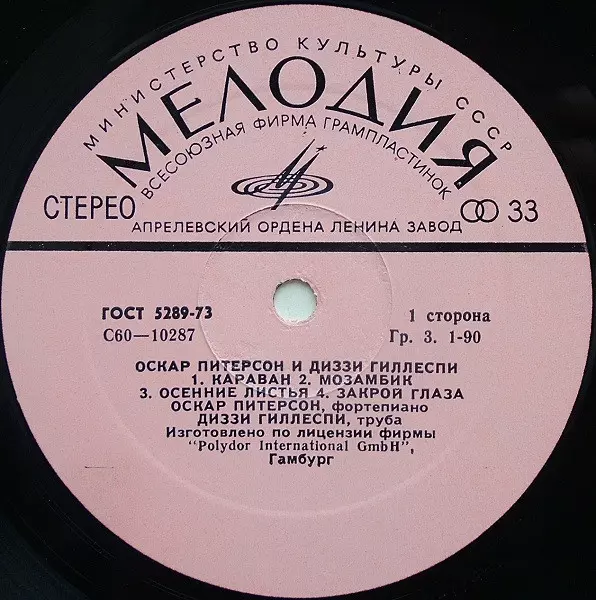 МИНИСТЕРСТВО КУЛЬТУРЫ СССР
МЕЛОДИЯ
ВСЕСОЮЗНАЯ ФИРМА ГРАМПЛАСТИНОК
СТЕРЕО 33
АПРЕЛЕВСКИЙ ОРДЕНА ЛЕНИНА ЗАВОД
ГОСТ 5289-73 1 сторона
С60—10287 Гр. 3. 1-90
ОСКАР ПИТЕРСОН И ДИЗЗИ ГИЛЛЕСПИ
1. КАРАВАН 2. МОЗАМБИК
3. ОСЕННИЕ ЛИСТЬЯ 4. ЗАКРОЙ ГЛАЗА
ОСКАР ПИТЕРСОН, фортепиано
ДИЗЗИ ГИЛЛЕСПИ, труба
Изготовлено по лицензии фирмы
"Polydor International GmbH",
Гамбург